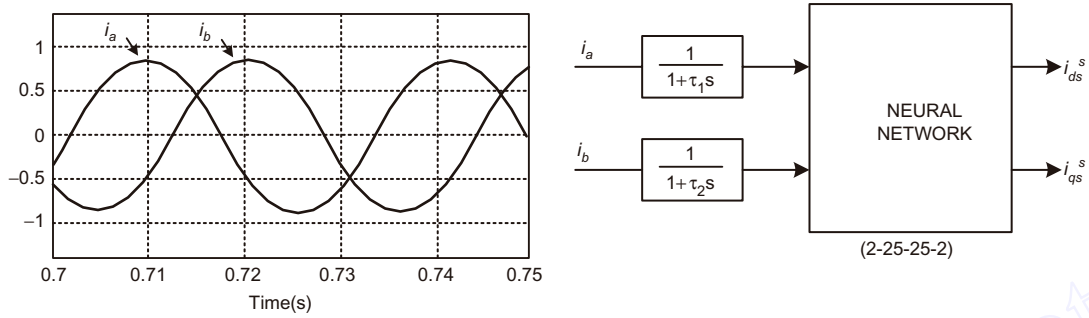 i_a
i_b
1
0.5
0
−0.5
−1
0.7
0.71
0.72
0.73
0.74
0.75
Time(s)
i_a
1
1+τ_1s
i_b
1
1+τ_2s
NEURAL
NETWORK
i_ds^s
i_qs^s
(2-25-25-2)